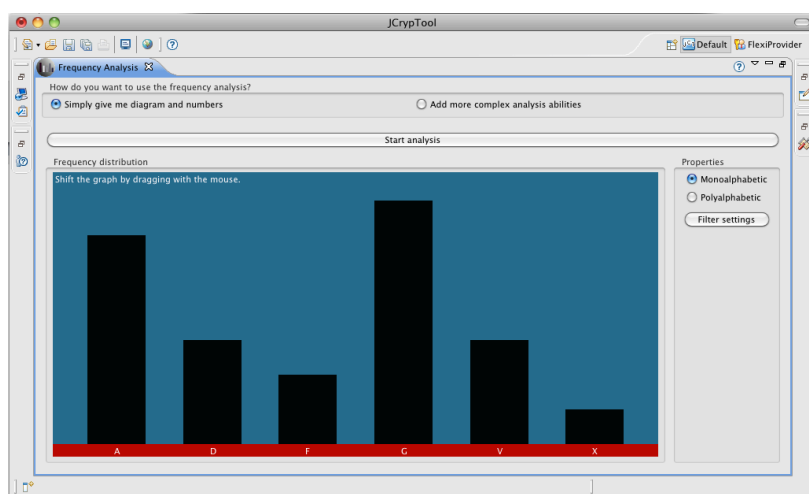 JCrypTool
Default FlexiProvider
Frequency Analysis
How do you want to use the frequency analysis?
Simply give me diagram and numbers Add more complex analysis abilities
Start analysis
Frequency distribution Properties
Shift the graph by dragging with the mouse. Monoalphabetic
Polyalphabetic
Filter settings
A D F G V X